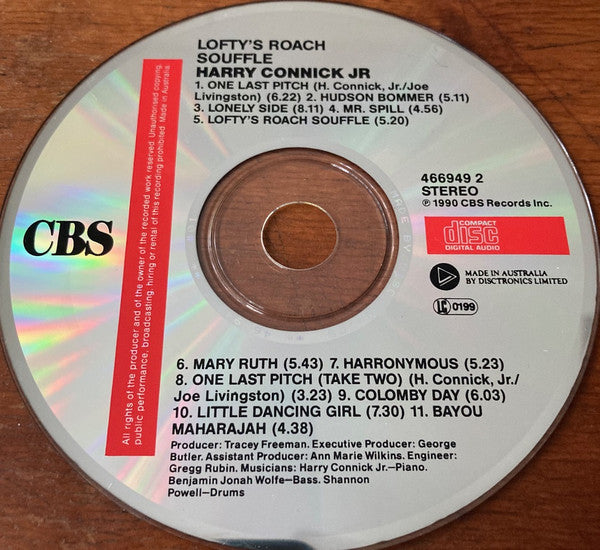 LOFTY'S ROACH
SOUFFLE
HARRY CONNICK JR
1. ONE LAST PITCH (H. Connick, Jr./Joe
Livingston) (6.22) 2. HUDSON BOMMER (5.11)
3. LONELY SIDE (8.11) 4. MR. SPILL (4.56)
5. LOFTY'S ROACH SOUFFLE (5.20)
All rights of the producer and of the owner of the recorded work reserved. Unauthorised copying,
public performance, broadcasting, hiring or rental of this recording prohibited. Made in Australia.
CBS
466949 2
STEREO
℗ 1990 CBS Records Inc.
COMPACT
disc
DIGITAL AUDIO
MADE IN AUSTRALIA
BY DISCTRONICS LIMITED
LC 0199
6. MARY RUTH (5.43) 7. HARRONYMOUS (5.23)
8. ONE LAST PITCH (TAKE TWO) (H. Connick, Jr./
Joe Livingston) (3.23) 9. COLOMBY DAY (6.03)
10. LITTLE DANCING GIRL (7.30) 11. BAYOU
MAHARAJAH (4.38)
Producer: Tracey Freeman. Executive Producer: George
Butler. Assistant Producer: Ann Marie Wilkins. Engineer:
Gregg Rubin. Musicians: Harry Connick Jr—Piano.
Benjamin Jonah Wolfe—Bass. Shannon
Powell—Drums